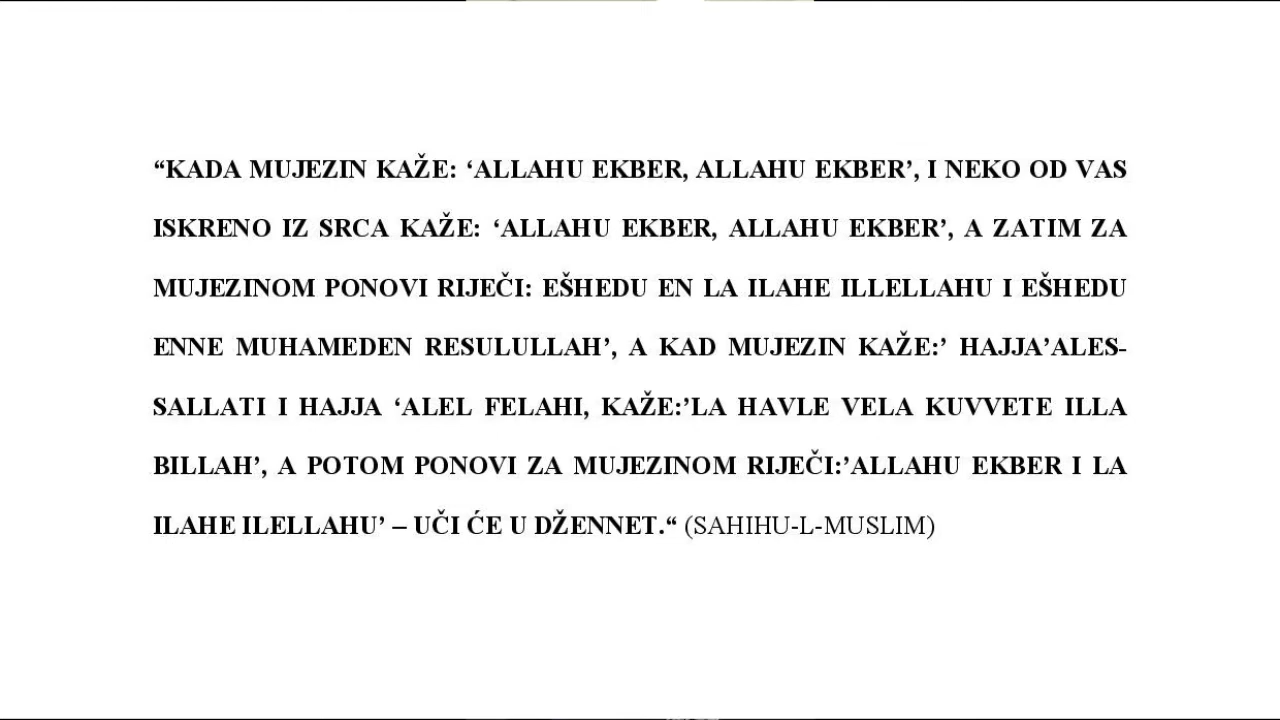 “KADA MUJEZIN KAŽE: ‘ALLAHU EKBER, ALLAHU EKBER’, I NEKO OD VAS
ISKRENO IZ SRCA KAŽE: ‘ALLAHU EKBER, ALLAHU EKBER’, A ZATIM ZA
MUJEZINOM PONOVI RIJEČI: EŠHEDU EN LA ILAHE ILLELLAHU I EŠHEDU
ENNE MUHAMEDEN RESULULLAH’, A KAD MUJEZIN KAŽE:’ HAJJA’ALES-
SALLATI I HAJJA ‘ALEL FELAHI, KAŽE:’LA HAVLE VELA KUVVETE ILLA
BILLAH’, A POTOM PONOVI ZA MUJEZINOM RIJEČI:’ALLAHU EKBER I LA
ILAHE ILELLAHU’ – UČI ĆE U DŽENNET.“ (SAHIHU-L-MUSLIM)